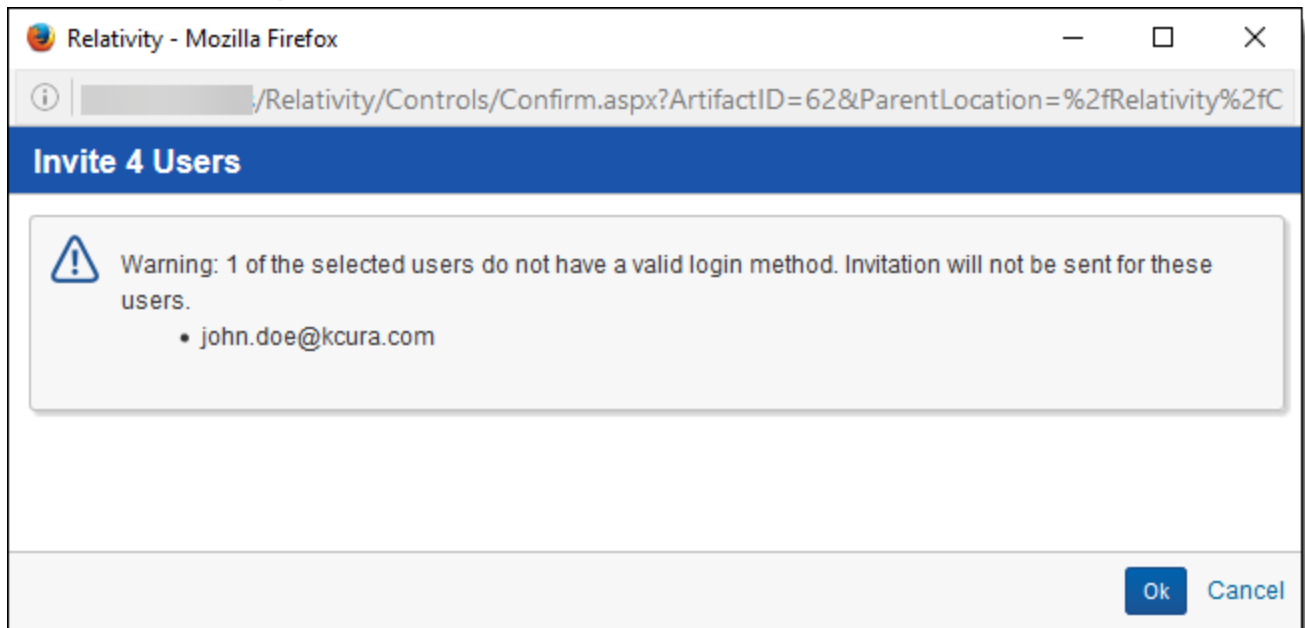 Relativity - Mozilla Firefox
/Relativity/Controls/Confirm.aspx?ArtifactID=62&ParentLocation=%2fRelativity%2fC
Invite 4 Users
Warning: 1 of the selected users do not have a valid login method. Invitation will not be sent for these
users.
• john.doe@kcura.com
Ok Cancel